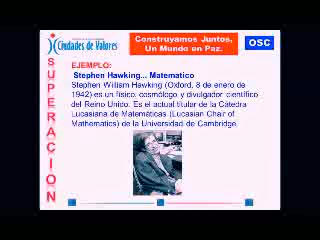 Ciudades de Valores
Construyamos Juntos,
Un Mundo en Paz.
OSC
SUPERACION
EJEMPLO:
Stephen Hawking... Matematico
Stephen William Hawking (Oxford, 8 de enero de
1942) es un físico, cosmólogo y divulgador científico
del Reino Unido. Es el actual titular de la Cátedra
Lucasiana de Matemáticas (Lucasian Chair of
Mathematics) de la Universidad de Cambridge.